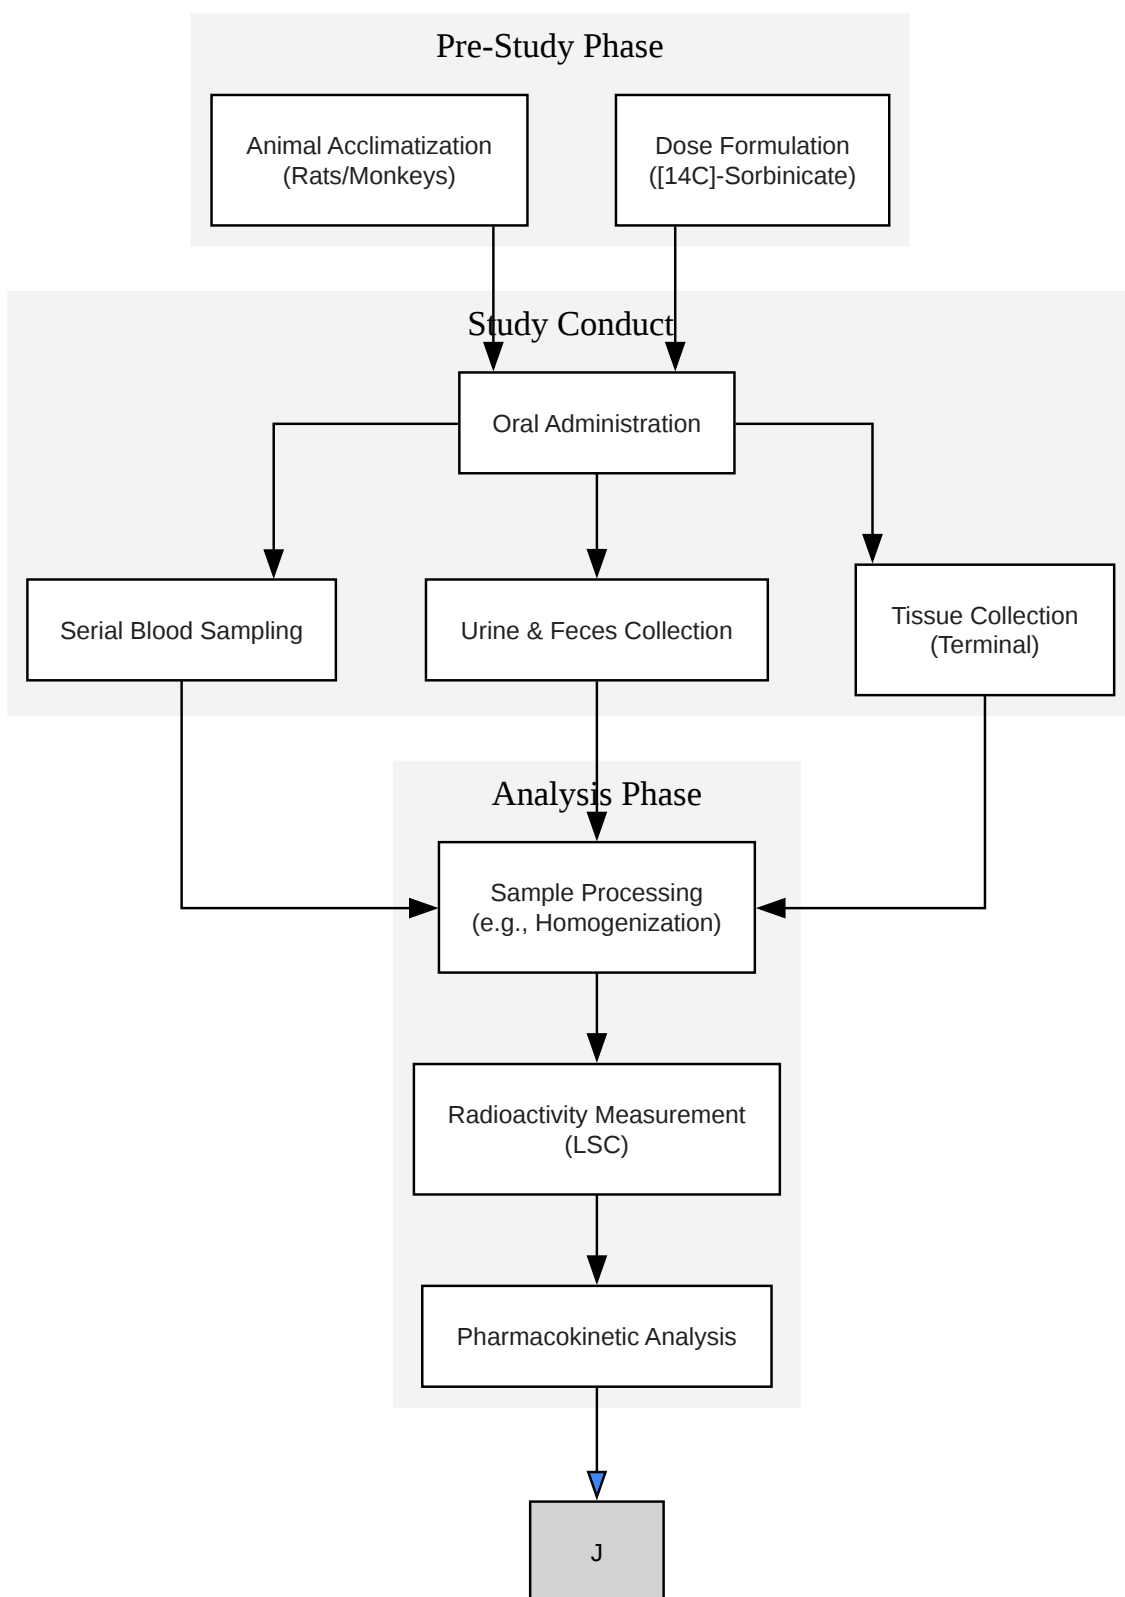 Pre-Study Phase
Animal Acclimatization
(Rats/Monkeys)
Dose Formulation
([14C]-Sorbinicate)
Study Conduct
Oral Administration
Serial Blood Sampling
Urine & Feces Collection
Tissue Collection
(Terminal)
Analysis Phase
Sample Processing
(e.g., Homogenization)
Radioactivity Measurement
(LSC)
Pharmacokinetic Analysis
J